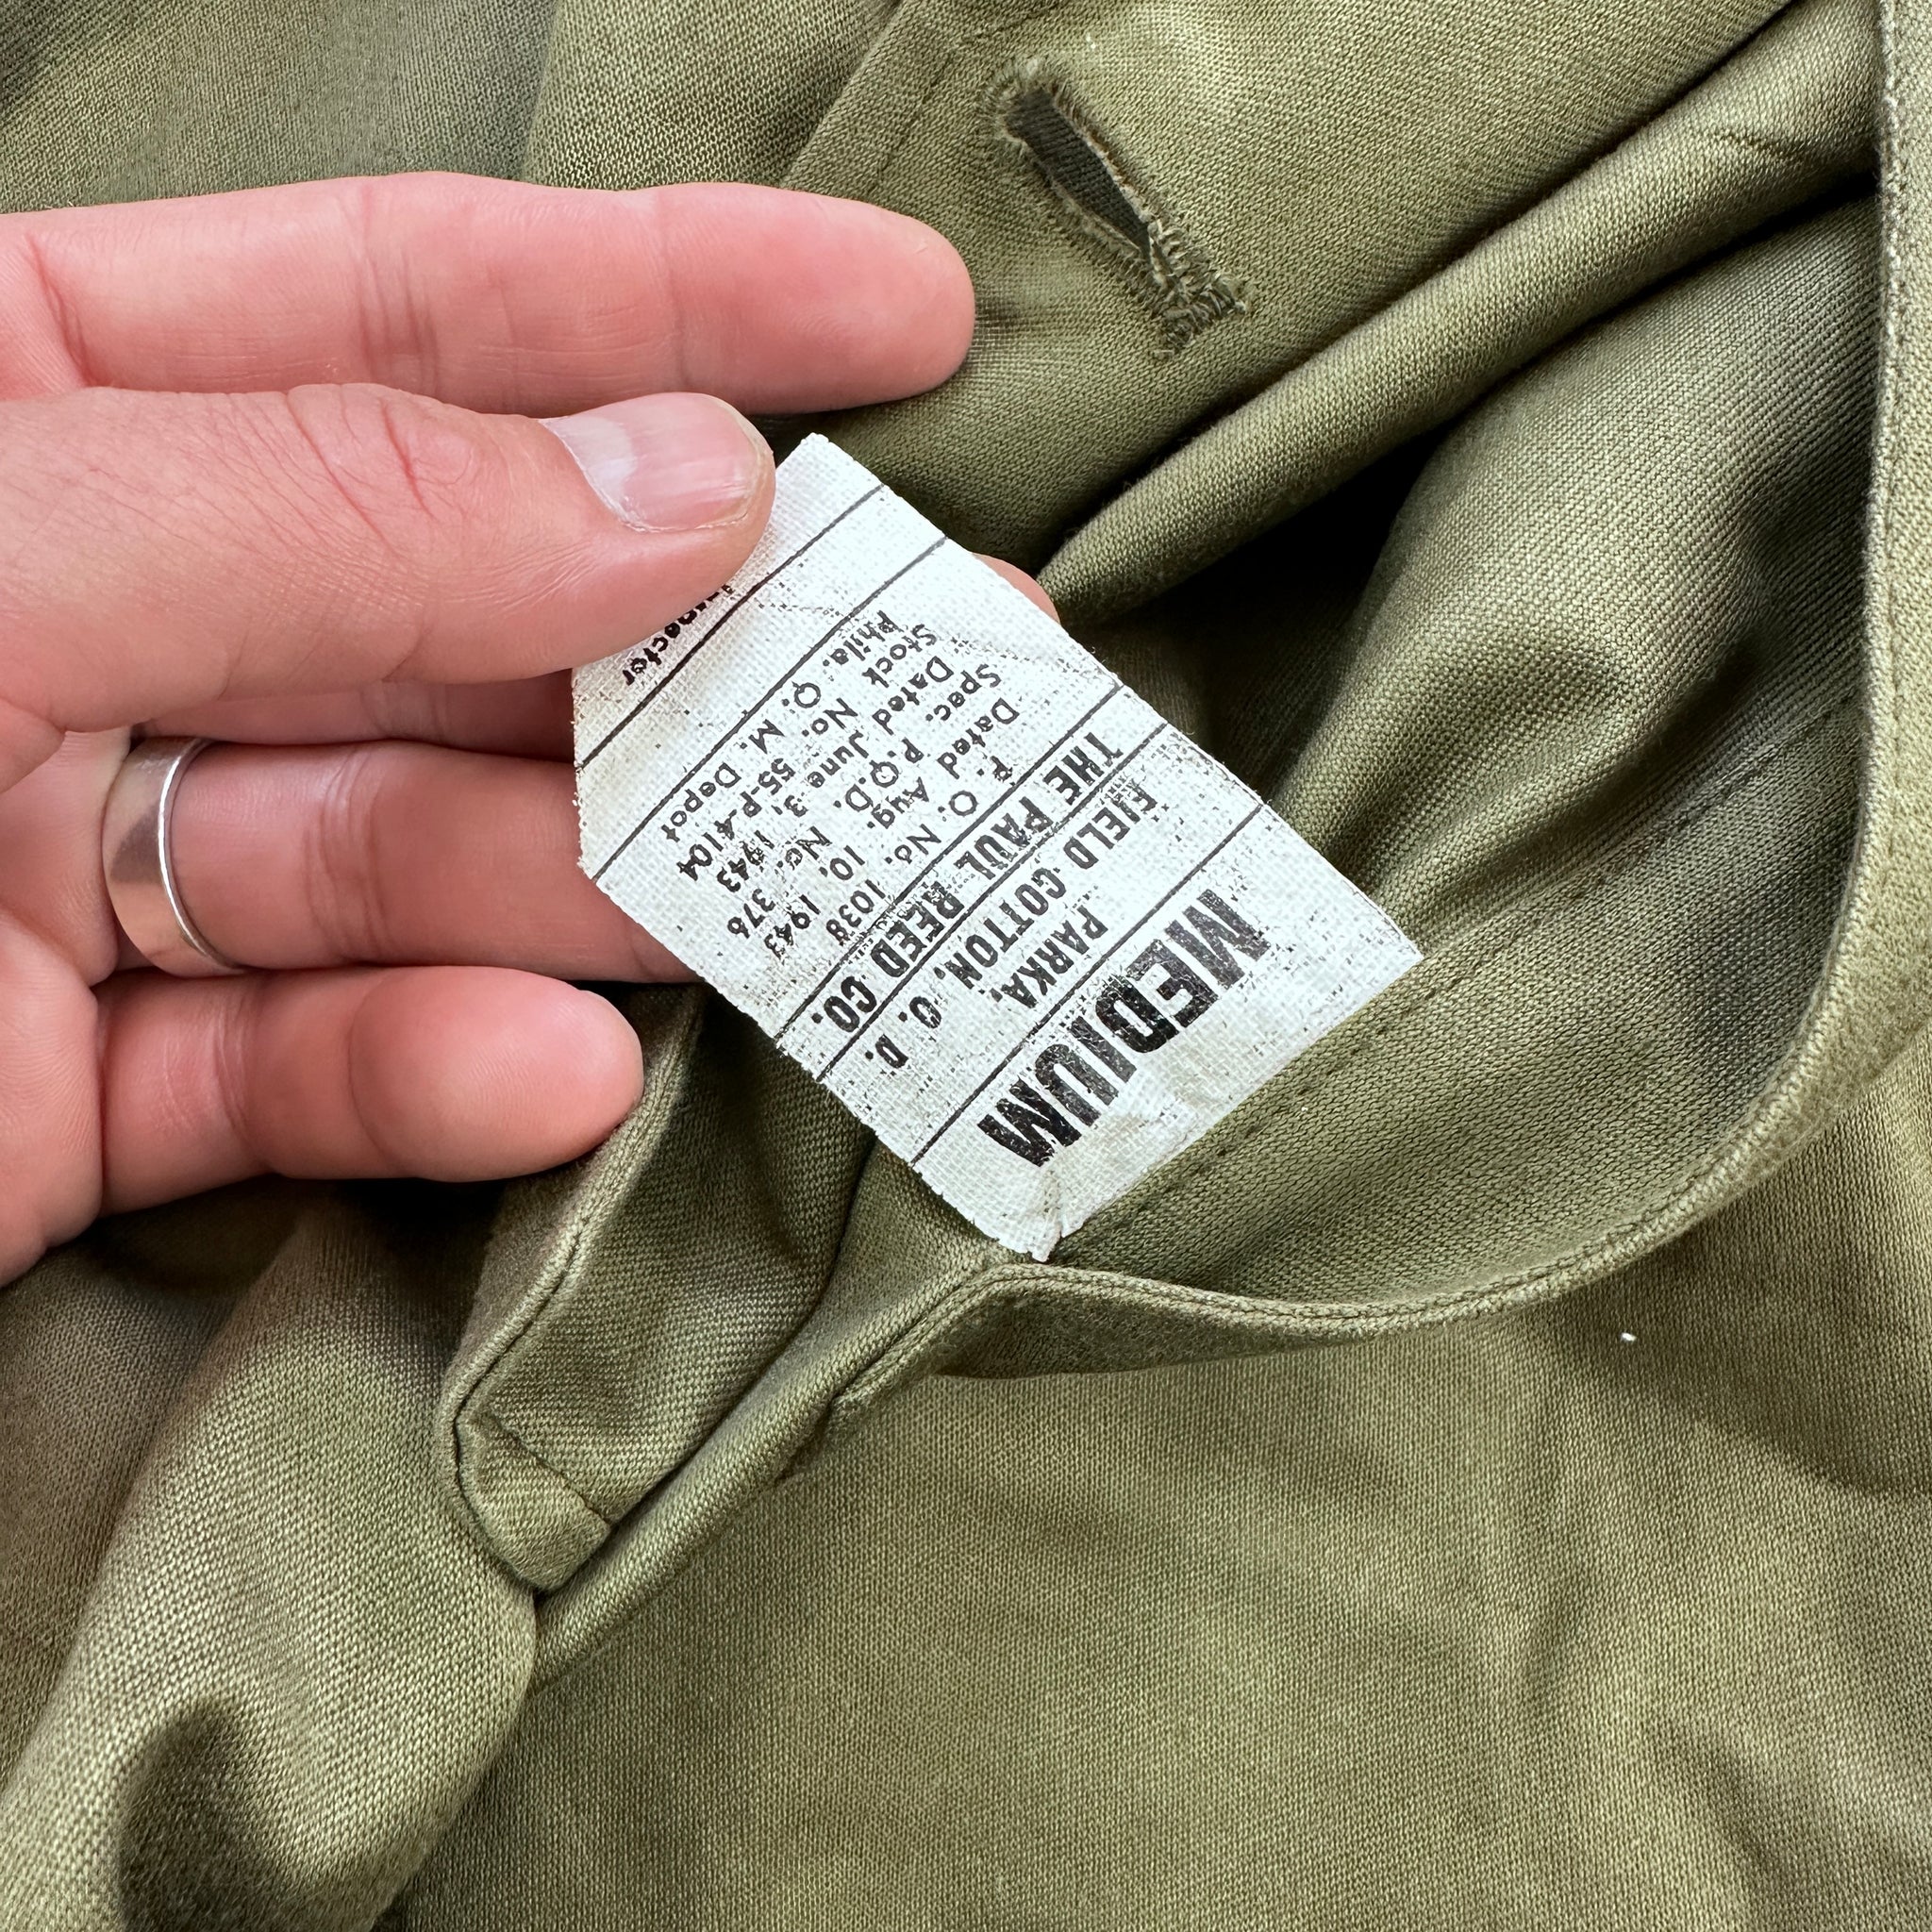 MEDIUM
PARKA,
FIELD COTTON, O. D.
THE PAUL REED CO.
P. O. No. 1038
Dated Aug. 10, 1943
Spec. P.Q.D. No. 376
Dated June 3, 1943
Stock No. 55-P-4104
Phila. Q. M. Depot